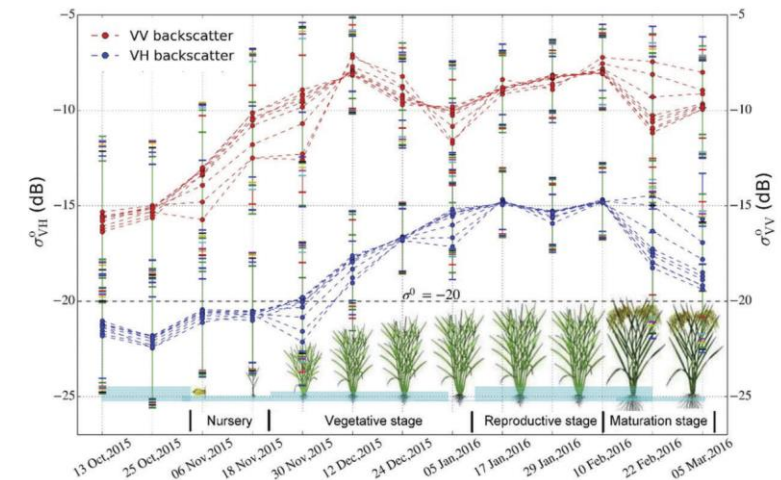 −5
−10
−15
−20
−25
σ°VH (dB)
VV backscatter
VH backscatter
σ⁰ = −20
Nursery
Vegetative stage
Reproductive stage
Maturation stage
−5
−10
−15
−20
−25
σ°VV (dB)
13 Oct,2015
25 Oct,2015
06 Nov,2015
18 Nov,2015
30 Nov,2015
12 Dec,2015
24 Dec,2015
05 Jan,2016
17 Jan,2016
29 Jan,2016
10 Feb,2016
22 Feb,2016
05 Mar,2016